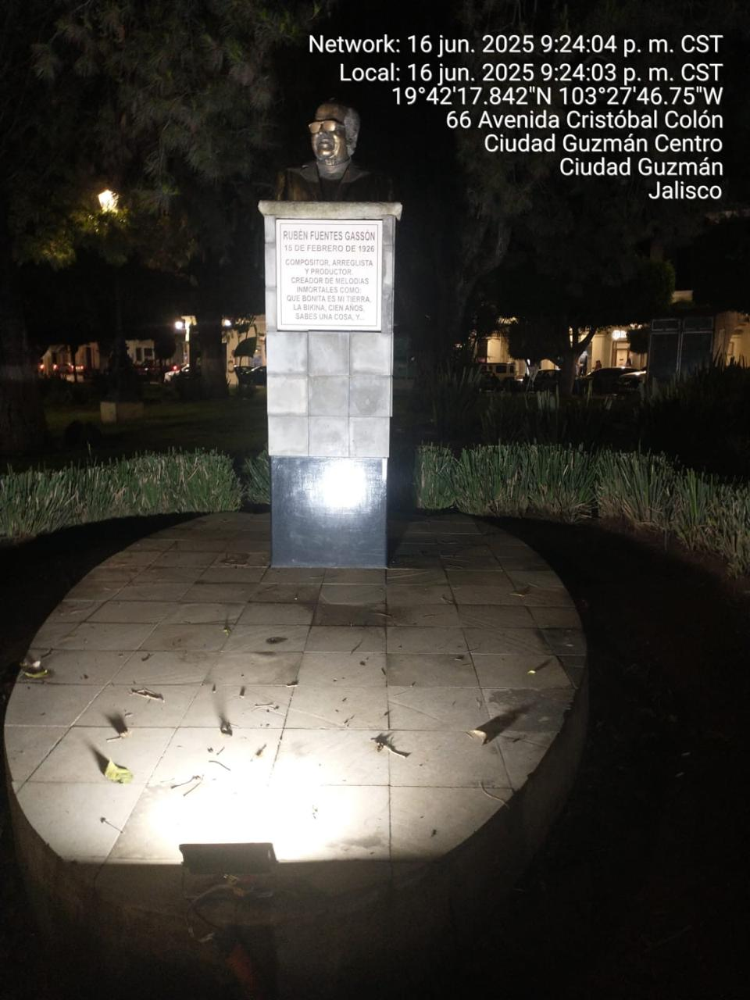 Network: 16 jun. 2025 9:24:04 p. m. CST
Local: 16 jun. 2025 9:24:03 p. m. CST
19°42'17.842"N 103°27'46.75"W
66 Avenida Cristóbal Colón
Ciudad Guzmán Centro
Ciudad Guzmán
Jalisco
RUBÉN FUENTES GASSÓN
15 DE FEBRERO DE 1926
COMPOSITOR, ARREGLISTA
Y PRODUCTOR.
CREADOR DE MELODIAS
INMORTALES COMO:
QUE BONITA ES MI TIERRA,
LA BIKINA, CIEN AÑOS,
SABES UNA COSA, Y...